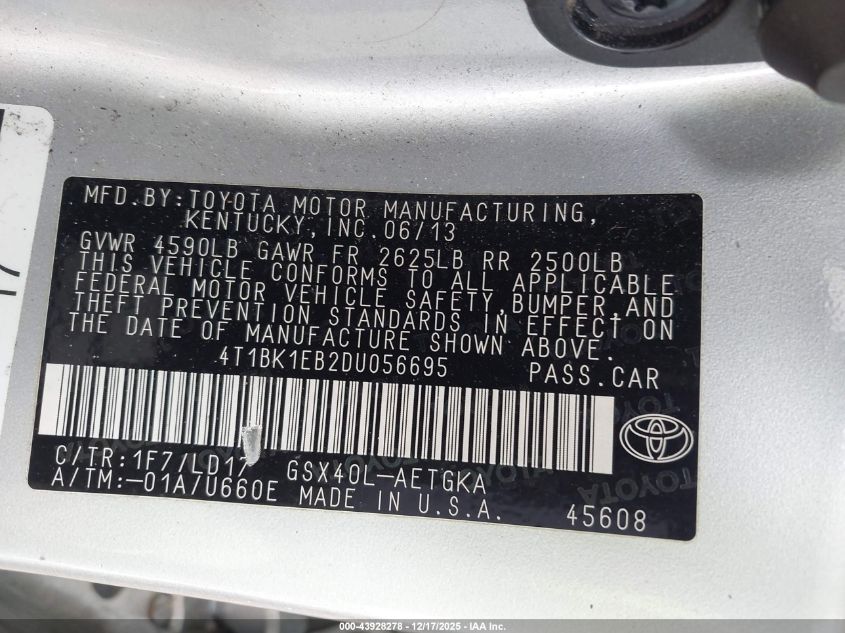 MFD.BY:TOYOTA MOTOR MANUFACTURING,
KENTUCKY,INC.06/13
GVWR 4590LB GAWR FR 2625LB RR 2500LB
THIS VEHICLE CONFORMS TO ALL APPLICABLE
FEDERAL MOTOR VEHICLE SAFETY,BUMPER,AND
THEFT PREVENTION STANDARDS IN EFFECT ON
THE DATE OF MANUFACTURE SHOWN ABOVE.
4T1BK1EB2DU056695 PASS.CAR
C/TR:1F7/LD17 GSX40L-AETGKA
A/TM:-01A/U660E MADE IN U.S.A. 45608
TOYOTA
000-43928278 - 12/17/2025 - IAA Inc.